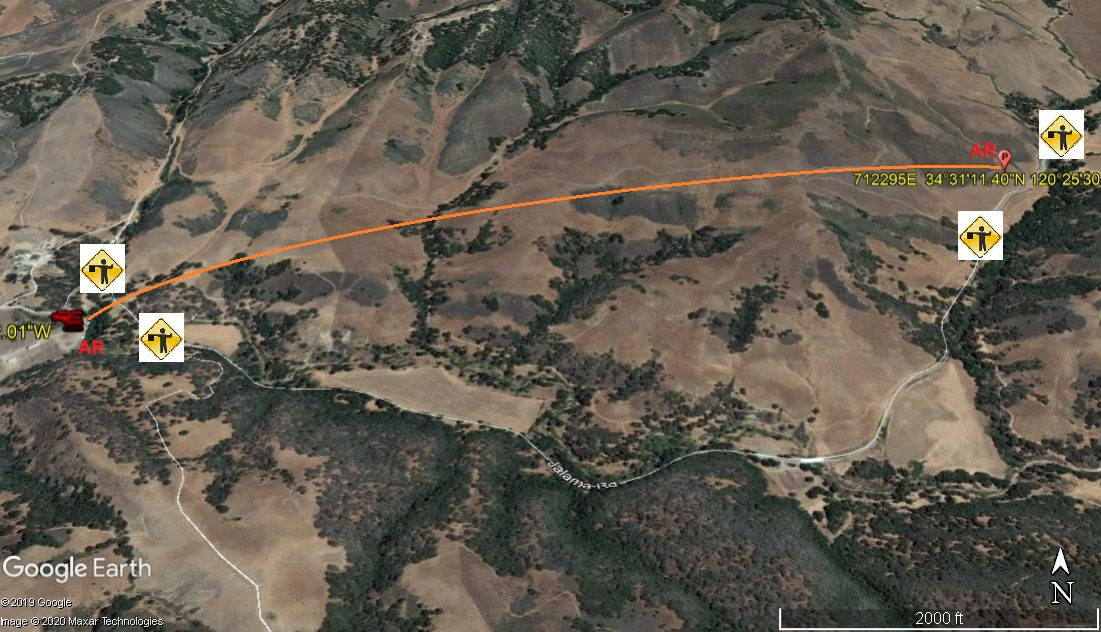 AR P
712295E  34°31'11.40"N 120°25'30
2.01"W
AR
Jalama Rd
Google Earth
©2019 Google
Image © 2020 Maxar Technologies
N
2000 ft